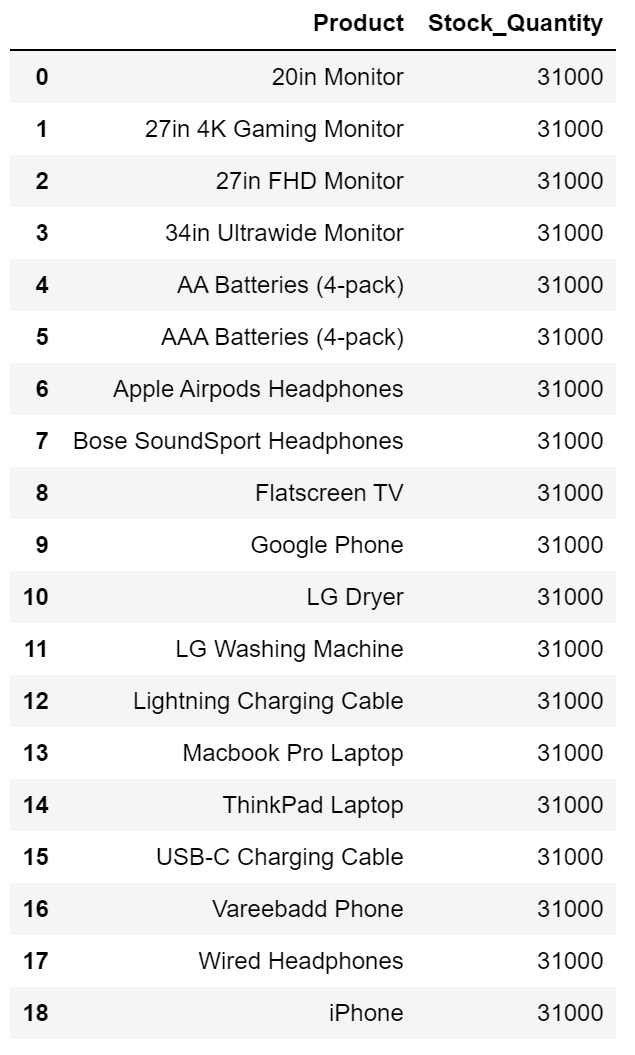 Product Stock_Quantity
0 20in Monitor 31000
1 27in 4K Gaming Monitor 31000
2 27in FHD Monitor 31000
3 34in Ultrawide Monitor 31000
4 AA Batteries (4-pack) 31000
5 AAA Batteries (4-pack) 31000
6 Apple Airpods Headphones 31000
7 Bose SoundSport Headphones 31000
8 Flatscreen TV 31000
9 Google Phone 31000
10 LG Dryer 31000
11 LG Washing Machine 31000
12 Lightning Charging Cable 31000
13 Macbook Pro Laptop 31000
14 ThinkPad Laptop 31000
15 USB-C Charging Cable 31000
16 Vareebadd Phone 31000
17 Wired Headphones 31000
18 iPhone 31000